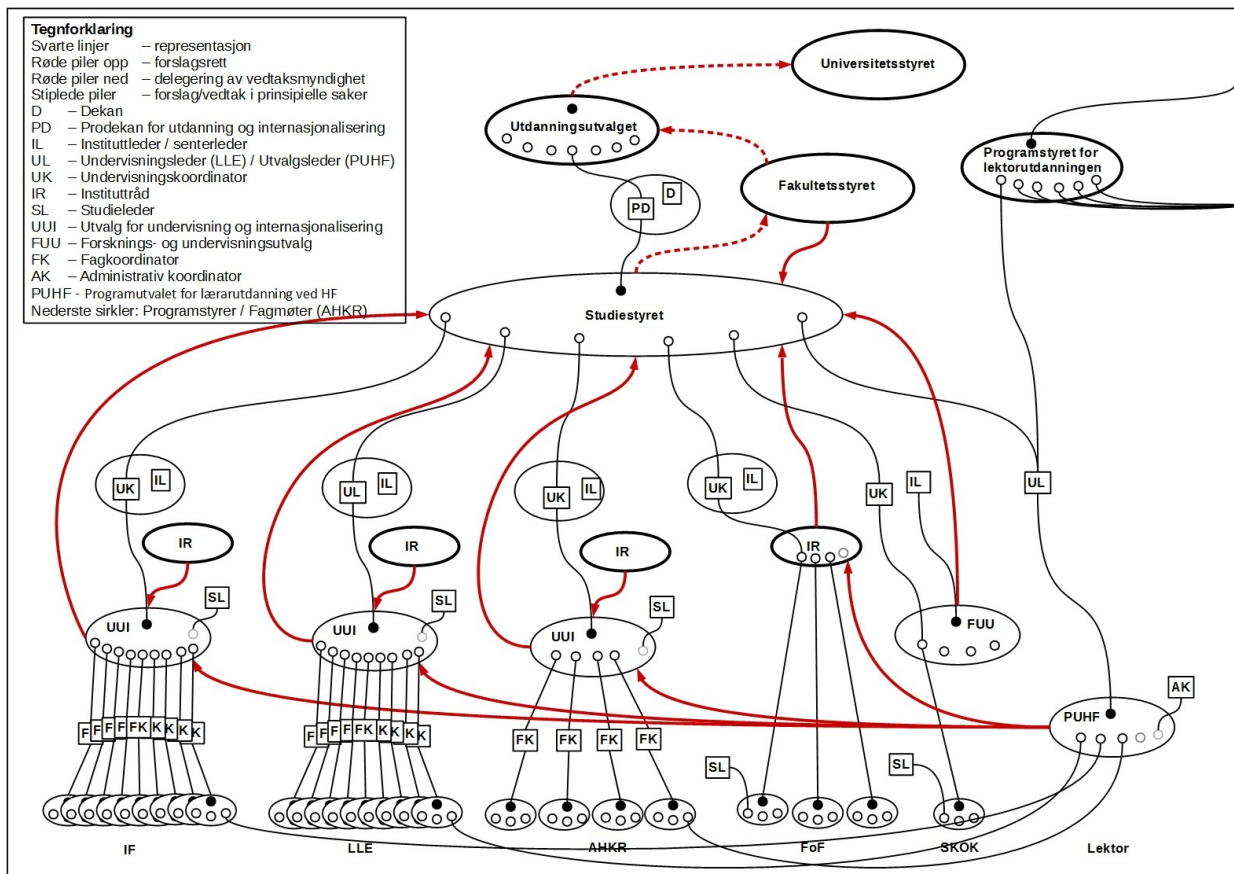 Tegnforklaring
Svarte linjer – representasjon
Røde piler opp – forslagsrett
Røde piler ned – delegering av vedtaksmyndighet
Stiplede piler – forslag/vedtak i prinsipielle saker
D – Dekan
PD – Prodekan for utdanning og internasjonalisering
IL – Instituttleder / senterleder
UL – Undervisningsleder (LLE) / Utvalgsleder (PUHF)
UK – Undervisningskoordinator
IR – Instituttråd
SL – Studieleder
UUI – Utvalg for undervisning og internasjonalisering
FUU – Forsknings- og undervisningsutvalg
FK – Fagkoordinator
AK – Administrativ koordinator
PUHF - Programutvalet for lærarutdanning ved HF
Nederste sirkler: Programstyrer / Fagmøter (AHKR)
Universitetsstyret
Utdanningsutvalget
Programstyret for
lektorutdanningen
Fakultetsstyret
D
PD
Studiestyret
UK IL
UL IL
UK IL
UK IL
UK
IL
UL
IR
IR
IR
IR
SL
SL
SL
UUI
UUI
UUI
FUU
AK
PUHF
F F F F FK K K K K
F F F F FK K K K K
FK FK FK FK
SL
SL
IF
LLE
AHKR
FoF
SKOK
Lektor